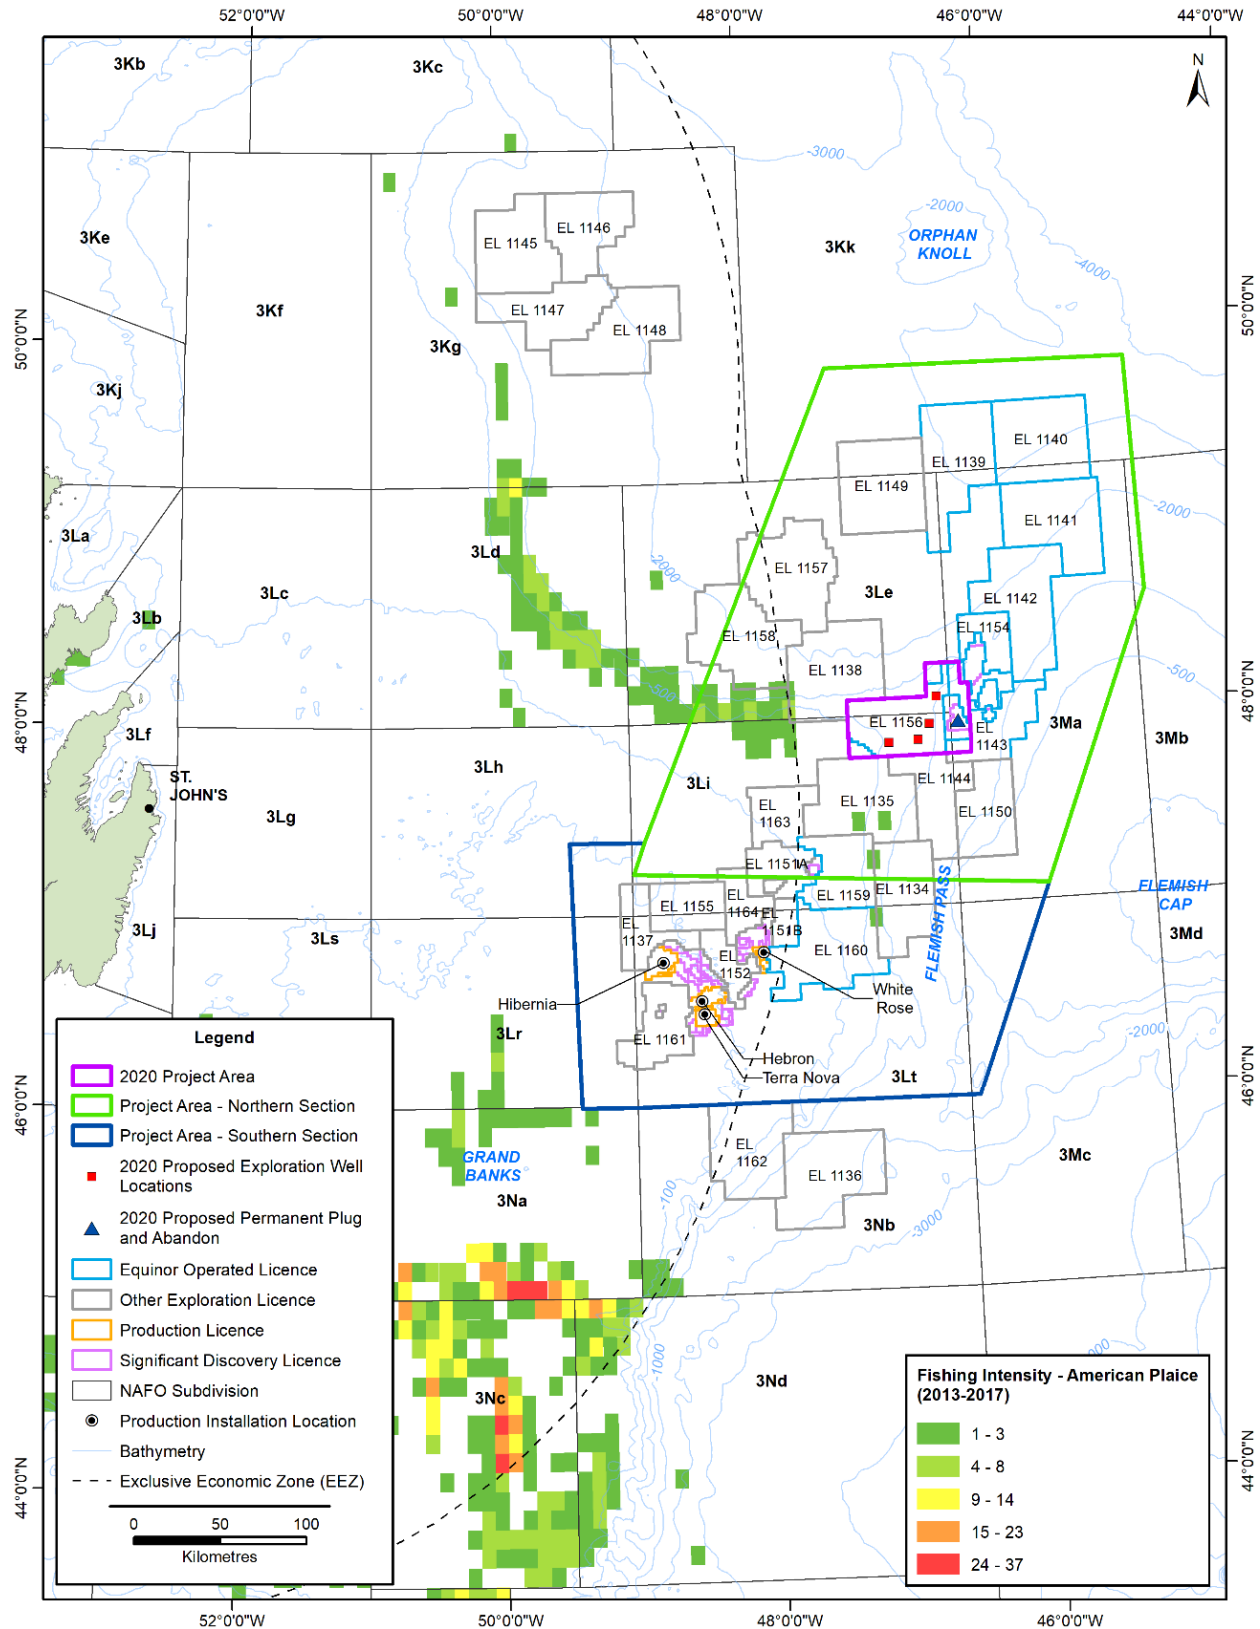 52°0'0"W
50°0'0"W
48°0'0"W
46°0'0"W
44°0'0"W
3Kb
3Kc
N
-3000
-2000
ORPHAN
KNOLL
3Ke
EL 1145
EL 1146
3Kk
-4000
3Kf
EL 1147
EL 1148
3Kg
50°0'0"N
50°0'0"N
3Kj
EL 1140
EL 1139
EL 1149
-2000
EL 1141
3La
3Ld
-2000
EL 1157
3Lc
3Le
EL 1142
3Lb
EL 1154
EL 1158
EL 1138
-500
-500
48°0'0"N
48°0'0"N
3Lf
EL 1156
3Ma
3Mb
EL
1143
3Lh
ST.
JOHN'S
3Li
EL 1144
3Lg
EL
1163
EL 1135
EL 1150
EL 1151A
FLEMISH PASS
FLEMISH
CAP
EL 1155
EL
1164
EL 1159
EL 1134
EL
1151B
3Lj
3Ls
EL
1137
EL 1160
3Md
EL
1152
White
Rose
Hibernia
-2000
3Lr
EL 1161
Hebron
Terra Nova
3Lt
46°0'0"N
46°0'0"N
GRAND
BANKS
EL
1162
EL 1136
3Mc
3Na
-100
3Nb
-3000
-1000
3Nc
3Nd
44°0'0"N
44°0'0"N
Legend
2020 Project Area
Project Area - Northern Section
Project Area - Southern Section
2020 Proposed Exploration Well
Locations
2020 Proposed Permanent Plug
and Abandon
Equinor Operated Licence
Other Exploration Licence
Production Licence
Significant Discovery Licence
NAFO Subdivision
Production Installation Location
Bathymetry
Exclusive Economic Zone (EEZ)
0 50 100
Kilometres
Fishing Intensity - American Plaice
(2013-2017)
1 - 3
4 - 8
9 - 14
15 - 23
24 - 37
52°0'0"W
50°0'0"W
48°0'0"W
46°0'0"W